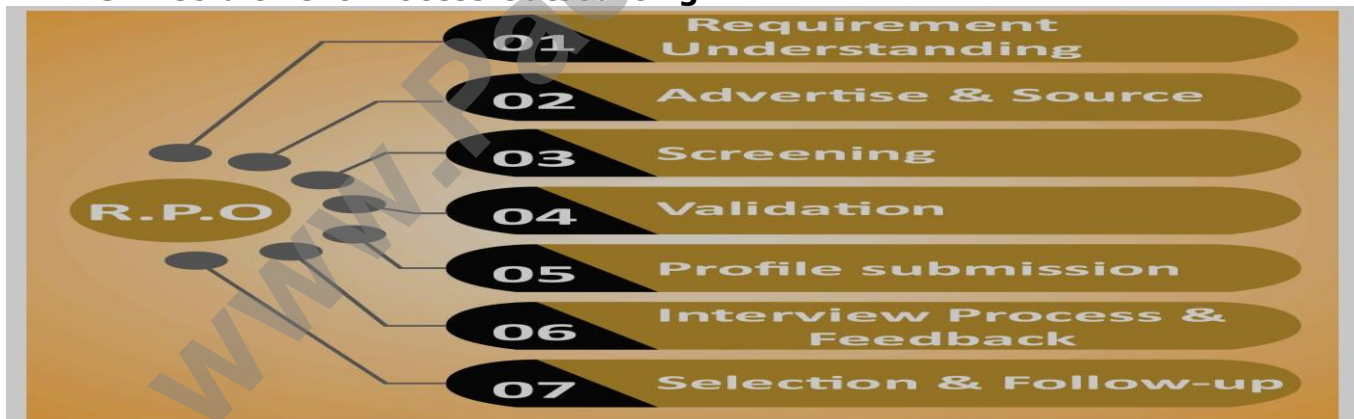 01 Requirement
Understanding
02 Advertise & Source
03 Screening
R.P.O
04 Validation
05 Profile submission
06 Interview Process &
Feedback
07 Selection & Follow-up